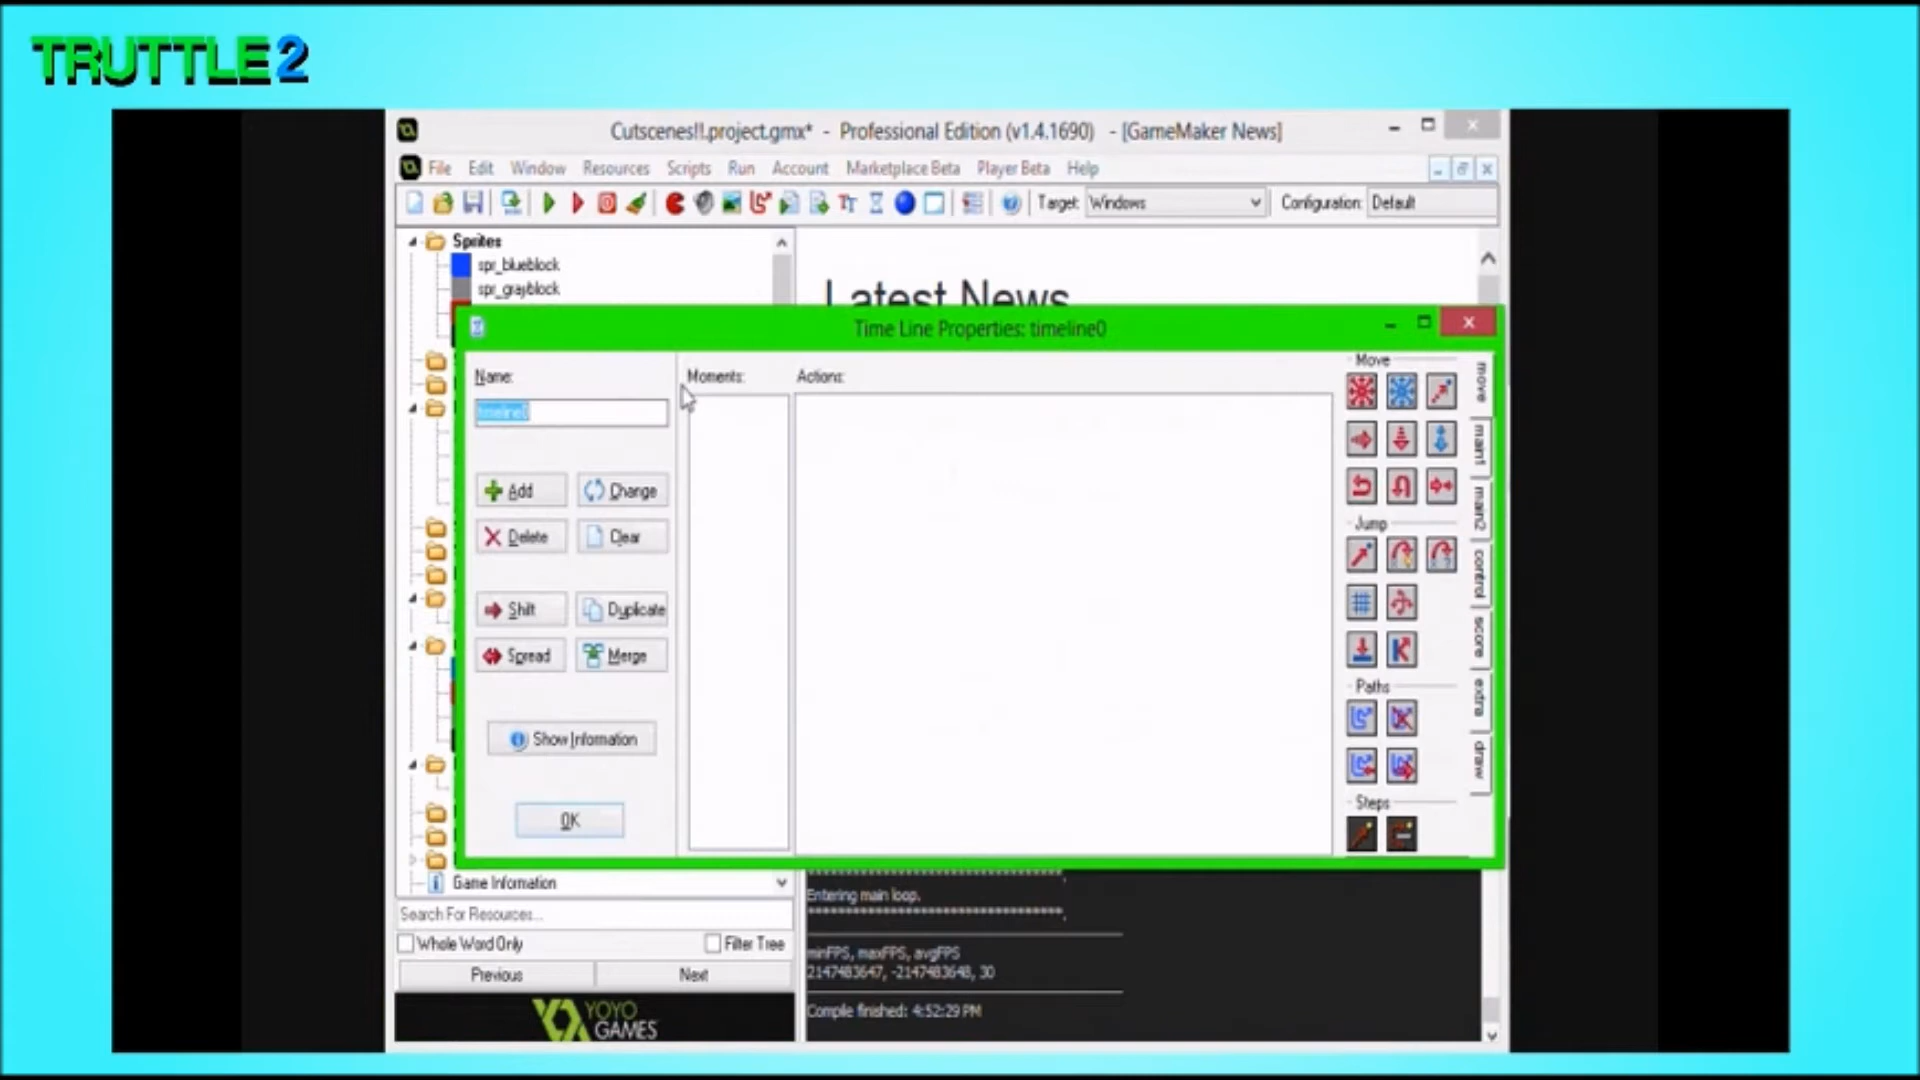 TRUTTLE2
Cutscenes!!.project.gmx* - Professional Edition (v1.4.1690) - [GameMaker News]
File Edit Window Resources Scripts Run Account Marketplace Beta Player Beta Help
Target: Windows Configuration: Default
Sprites
spr_blueblock
spr_grayblock
Latest News
Time Line Properties: timeline0
Name:
Moments:
Actions:
timeline0
Add
Change
Delete
Clear
Shift
Duplicate
Spread
Merge
Show Information
OK
Move
Jump
Paths
Steps
move
main1
main2
control
score
extra
draw
Game Information
Search For Resources...
Whole Word Only
Filter Tree
Previous
Next
YOYO
GAMES
***************************************.
Entering main loop.
***************************************.
minFPS, maxFPS, avgFPS
2147483647, -2147483648, 30
Compile finished: 4:52:29 PM